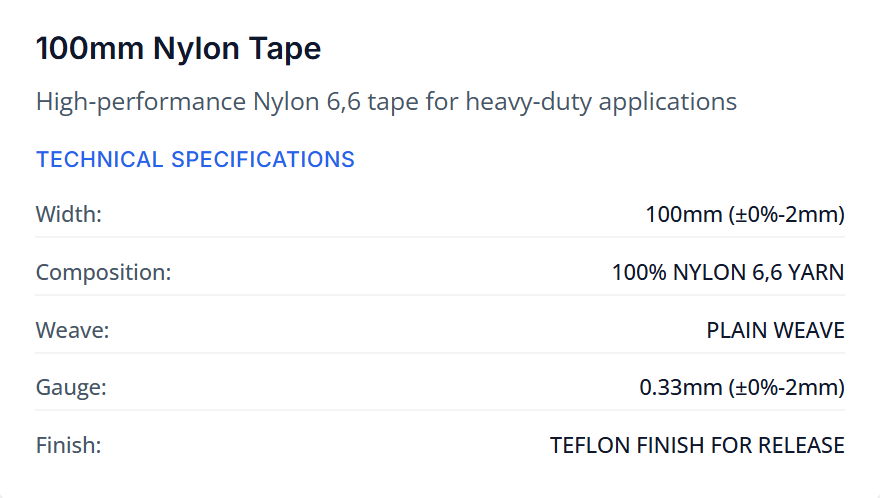 100mm Nylon Tape
High-performance Nylon 6,6 tape for heavy-duty applications
TECHNICAL SPECIFICATIONS
Width: 100mm (±0%-2mm)
Composition: 100% NYLON 6,6 YARN
Weave: PLAIN WEAVE
Gauge: 0.33mm (±0%-2mm)
Finish: TEFLON FINISH FOR RELEASE